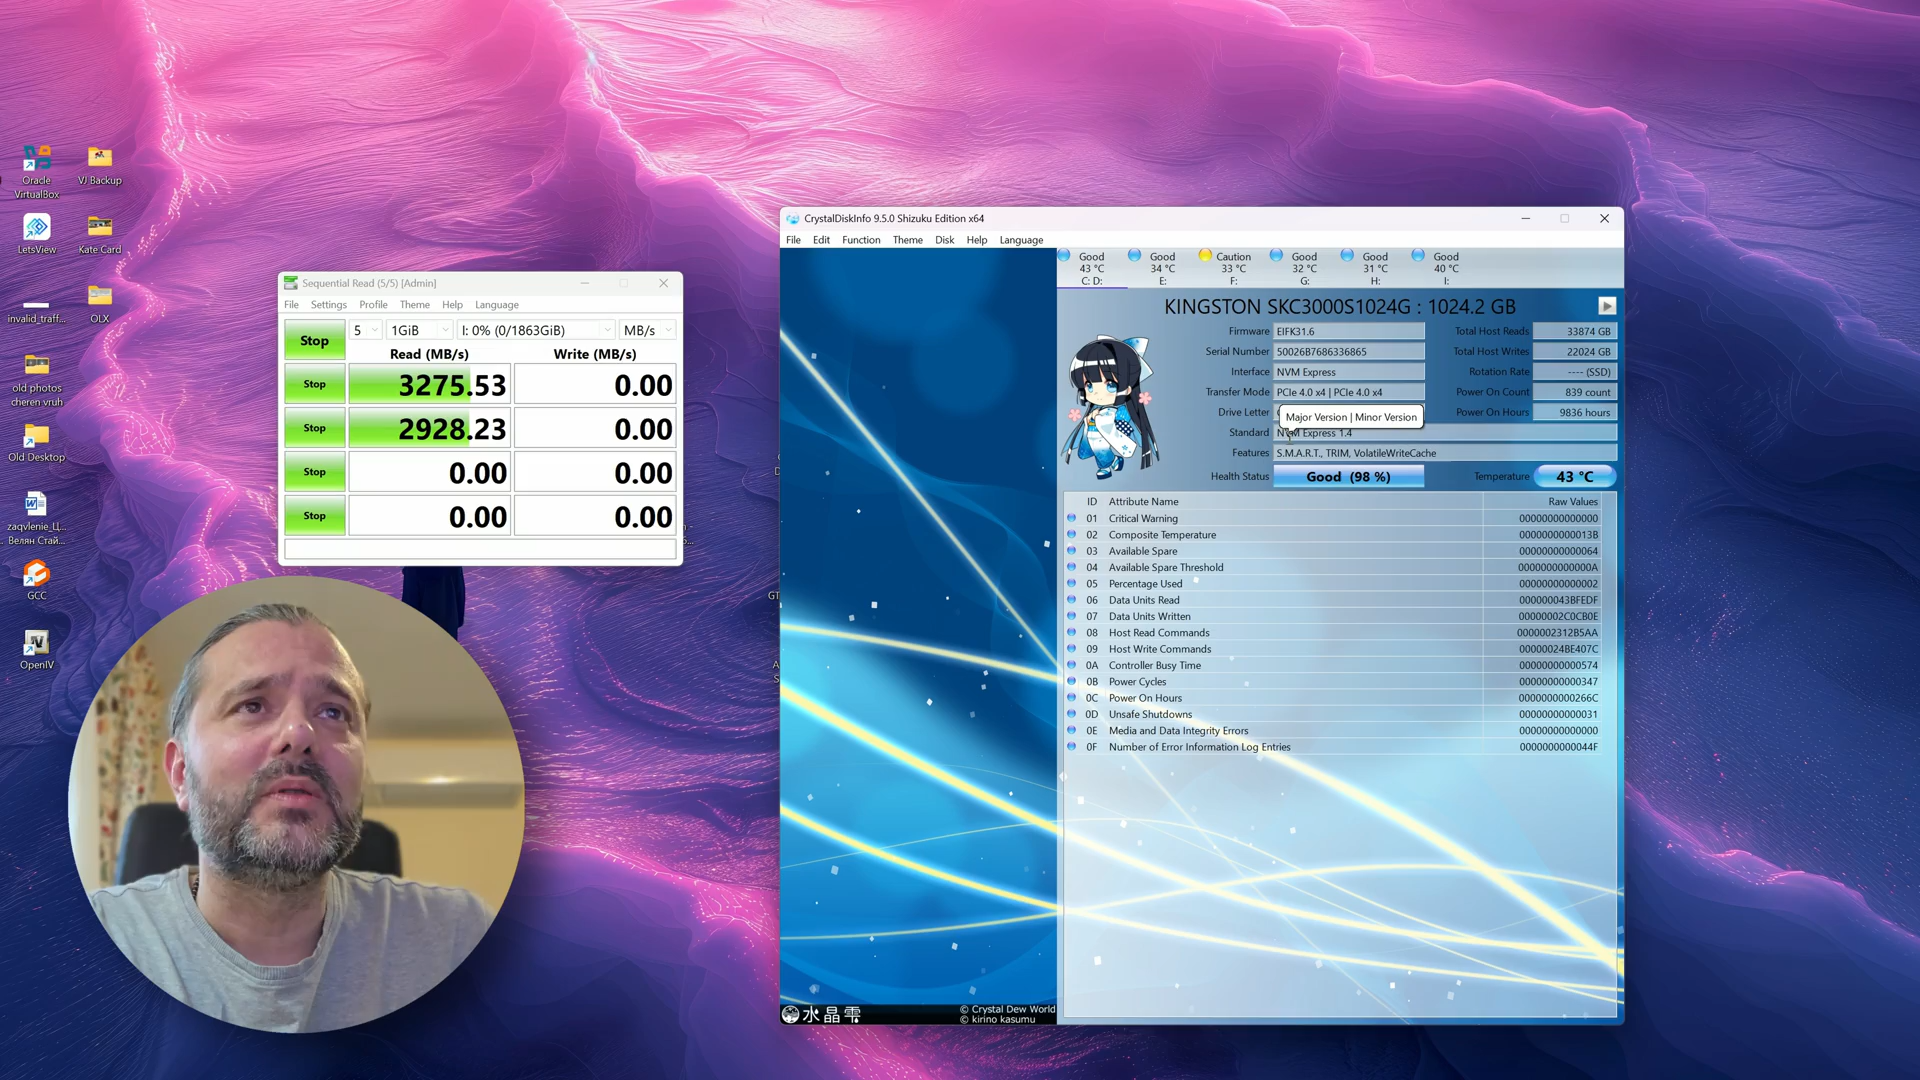 Oracle
VirtualBox
VJ Backup
LetsView
Kate Card
invalid_traff...
OLX
old photos
cheren vruh
Old Desktop
zaqvlenie_Ц...
Велян Стай...
GCC
OpenIV
Sequential Read (5/5) [Admin]
File Settings Profile Theme Help Language
Stop 5 1GiB I: 0% (0/1863GiB) MB/s
Read (MB/s) Write (MB/s)
Stop 3275.53 0.00
Stop 2928.23 0.00
Stop 0.00 0.00
Stop 0.00 0.00
CrystalDiskInfo 9.5.0 Shizuku Edition x64
File Edit Function Theme Disk Help Language
Good Good Caution Good Good Good
43 °C 34 °C 33 °C 32 °C 31 °C 40 °C
C: D: E: F: G: H: I:
KINGSTON SKC3000S1024G : 1024.2 GB
Firmware EIFK31.6 Total Host Reads 33874 GB
Serial Number 50026B7686336865 Total Host Writes 22024 GB
Interface NVM Express Rotation Rate ---- (SSD)
Transfer Mode PCIe 4.0 x4 | PCIe 4.0 x4 Power On Count 839 count
Drive Letter Power On Hours 9836 hours
Major Version | Minor Version
Standard NVM Express 1.4
Features S.M.A.R.T., TRIM, VolatileWriteCache
Health Status Good (98 %) Temperature 43 °C
ID Attribute Name Raw Values
01 Critical Warning 00000000000000
02 Composite Temperature 0000000000013B
03 Available Spare 00000000000064
04 Available Spare Threshold 0000000000000A
05 Percentage Used 00000000000002
06 Data Units Read 000000043BFEDF
07 Data Units Written 00000002C0CB0E
08 Host Read Commands 0000002312B5AA
09 Host Write Commands 00000024BE407C
0A Controller Busy Time 00000000000574
0B Power Cycles 00000000000347
0C Power On Hours 0000000000266C
0D Unsafe Shutdowns 00000000000031
0E Media and Data Integrity Errors 00000000000000
0F Number of Error Information Log Entries 0000000000044F
水晶雫
© Crystal Dew World
© kirino kasumu